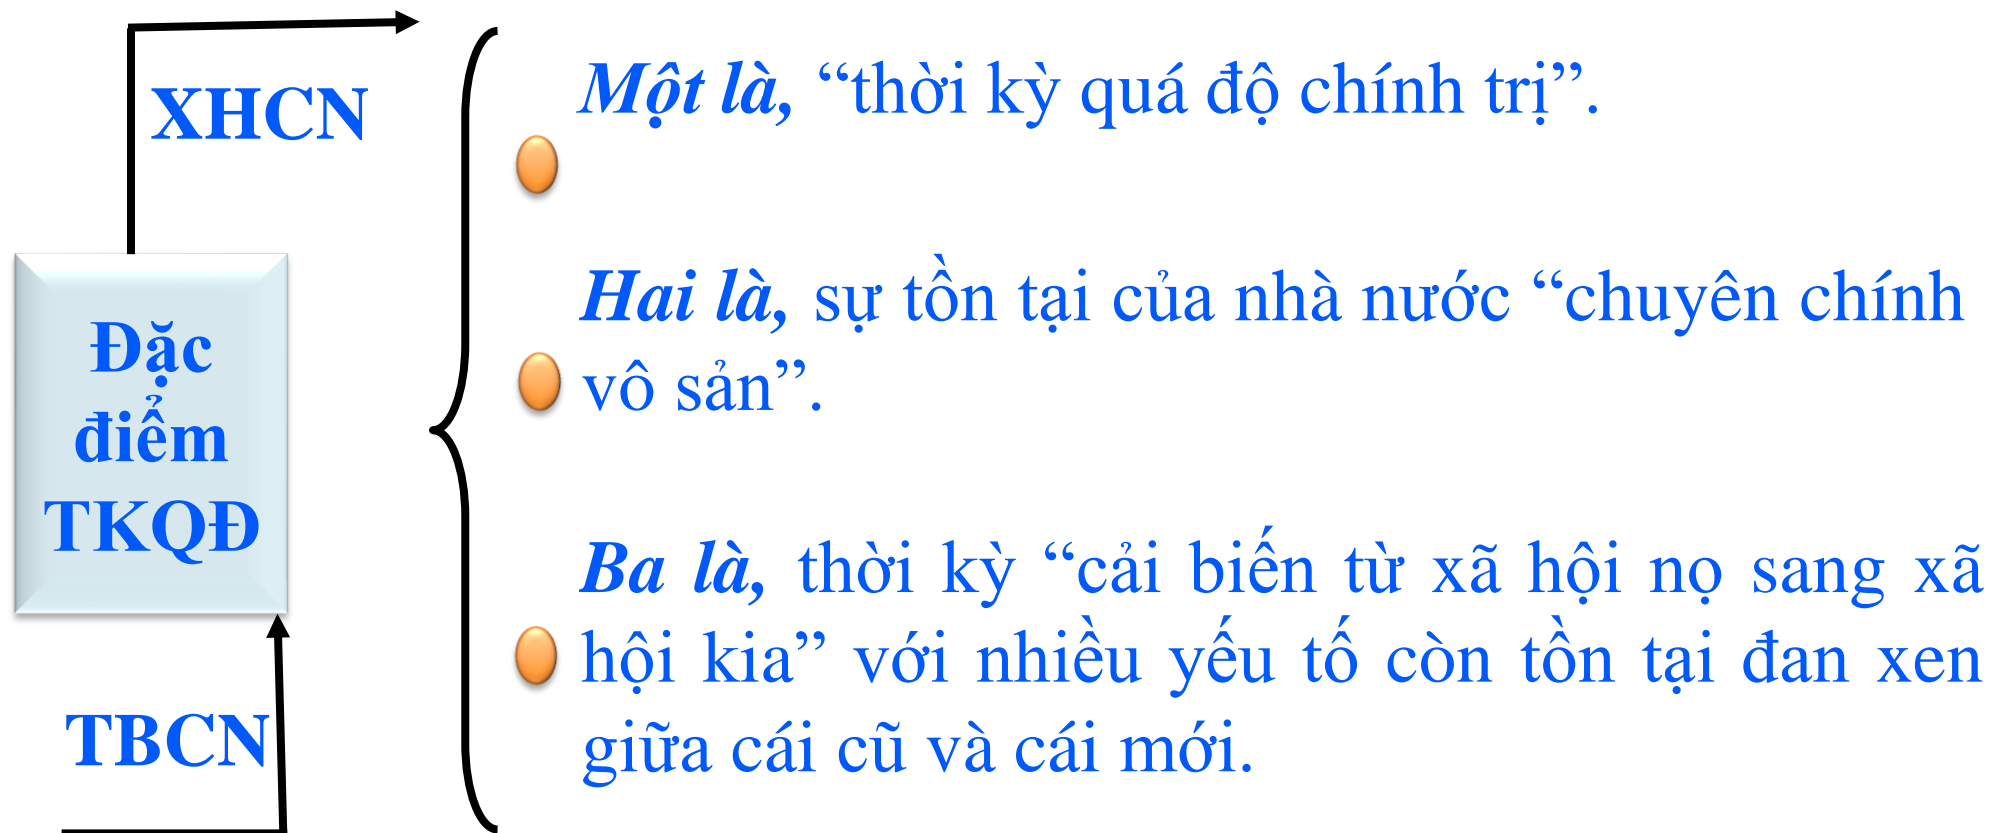 XHCN
Đặc
điểm
TKQĐ
TBCN
Một là, “thời kỳ quá độ chính trị”.
Hai là, sự tồn tại của nhà nước “chuyên chính
vô sản”.
Ba là, thời kỳ “cải biến từ xã hội nọ sang xã
hội kia” với nhiều yếu tố còn tồn tại đan xen
giữa cái cũ và cái mới.